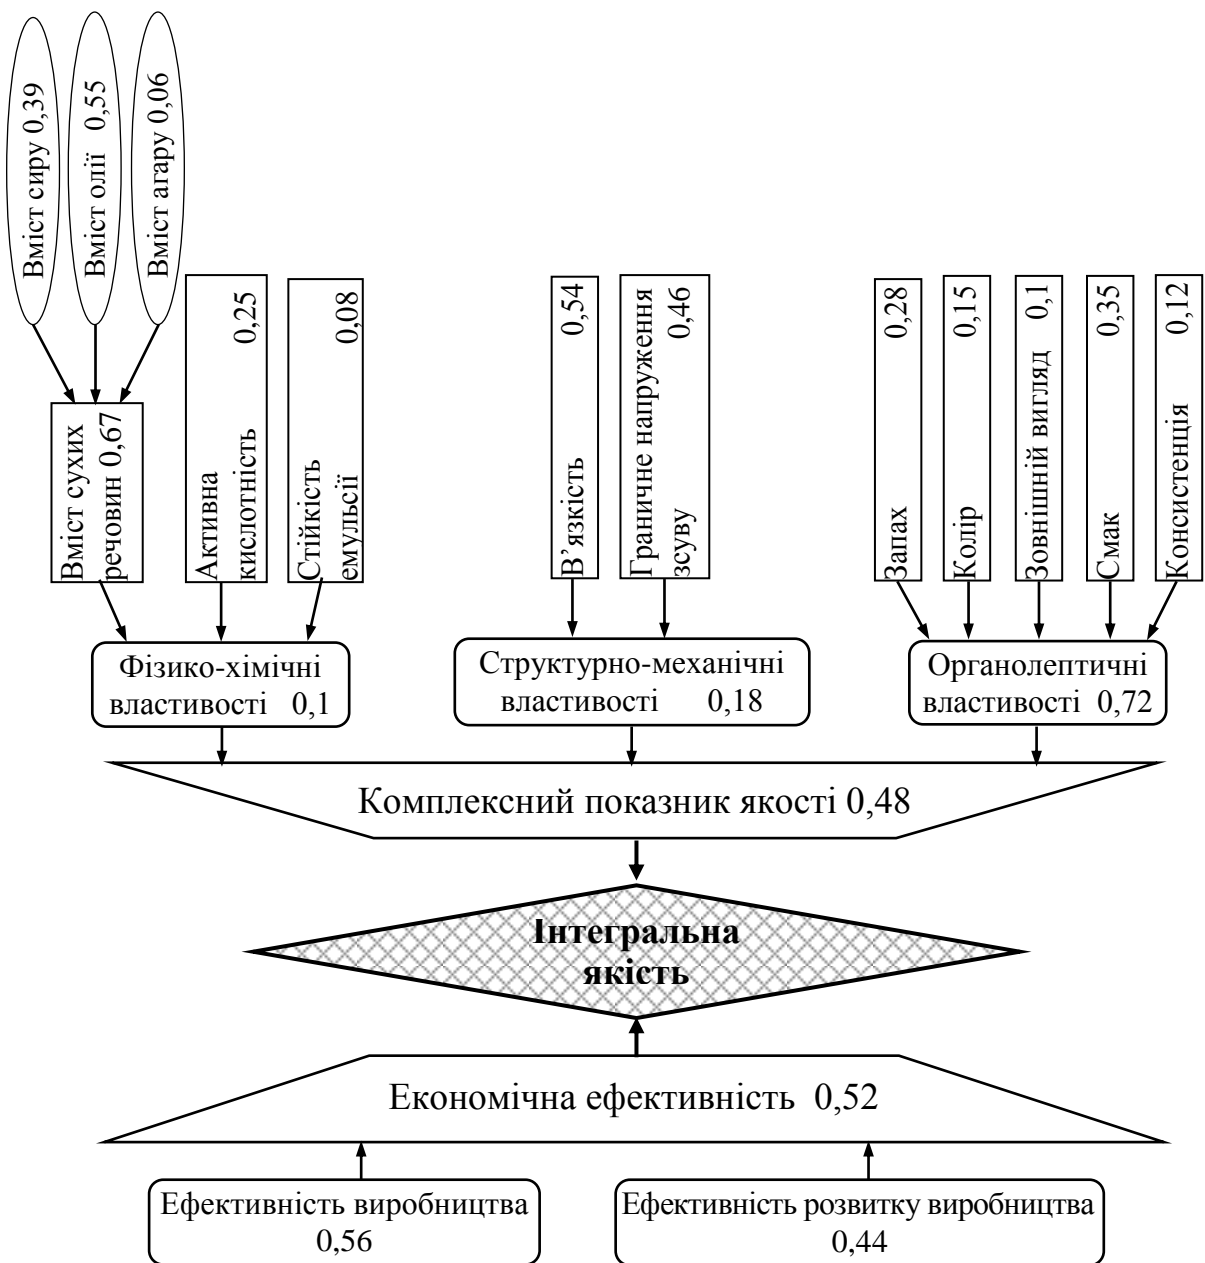 Вміст сиру 0,39
Вміст олії 0,55
Вміст агару 0,06
Вміст сухих
речовин 0,67
Активна
кислотність 0,25
Стійкість
емульсії 0,08
В’язкість 0,54
Граничне напруження
зсуву 0,46
Запах 0,28
Колір 0,15
Зовнішній вигляд 0,1
Смак 0,35
Консистенція 0,12
Фізико-хімічні
властивості 0,1
Структурно-механічні
властивості 0,18
Органолептичні
властивості 0,72
Комплексний показник якості 0,48
Інтегральна
якість
Економічна ефективність 0,52
Ефективність виробництва
0,56
Ефективність розвитку виробництва
0,44